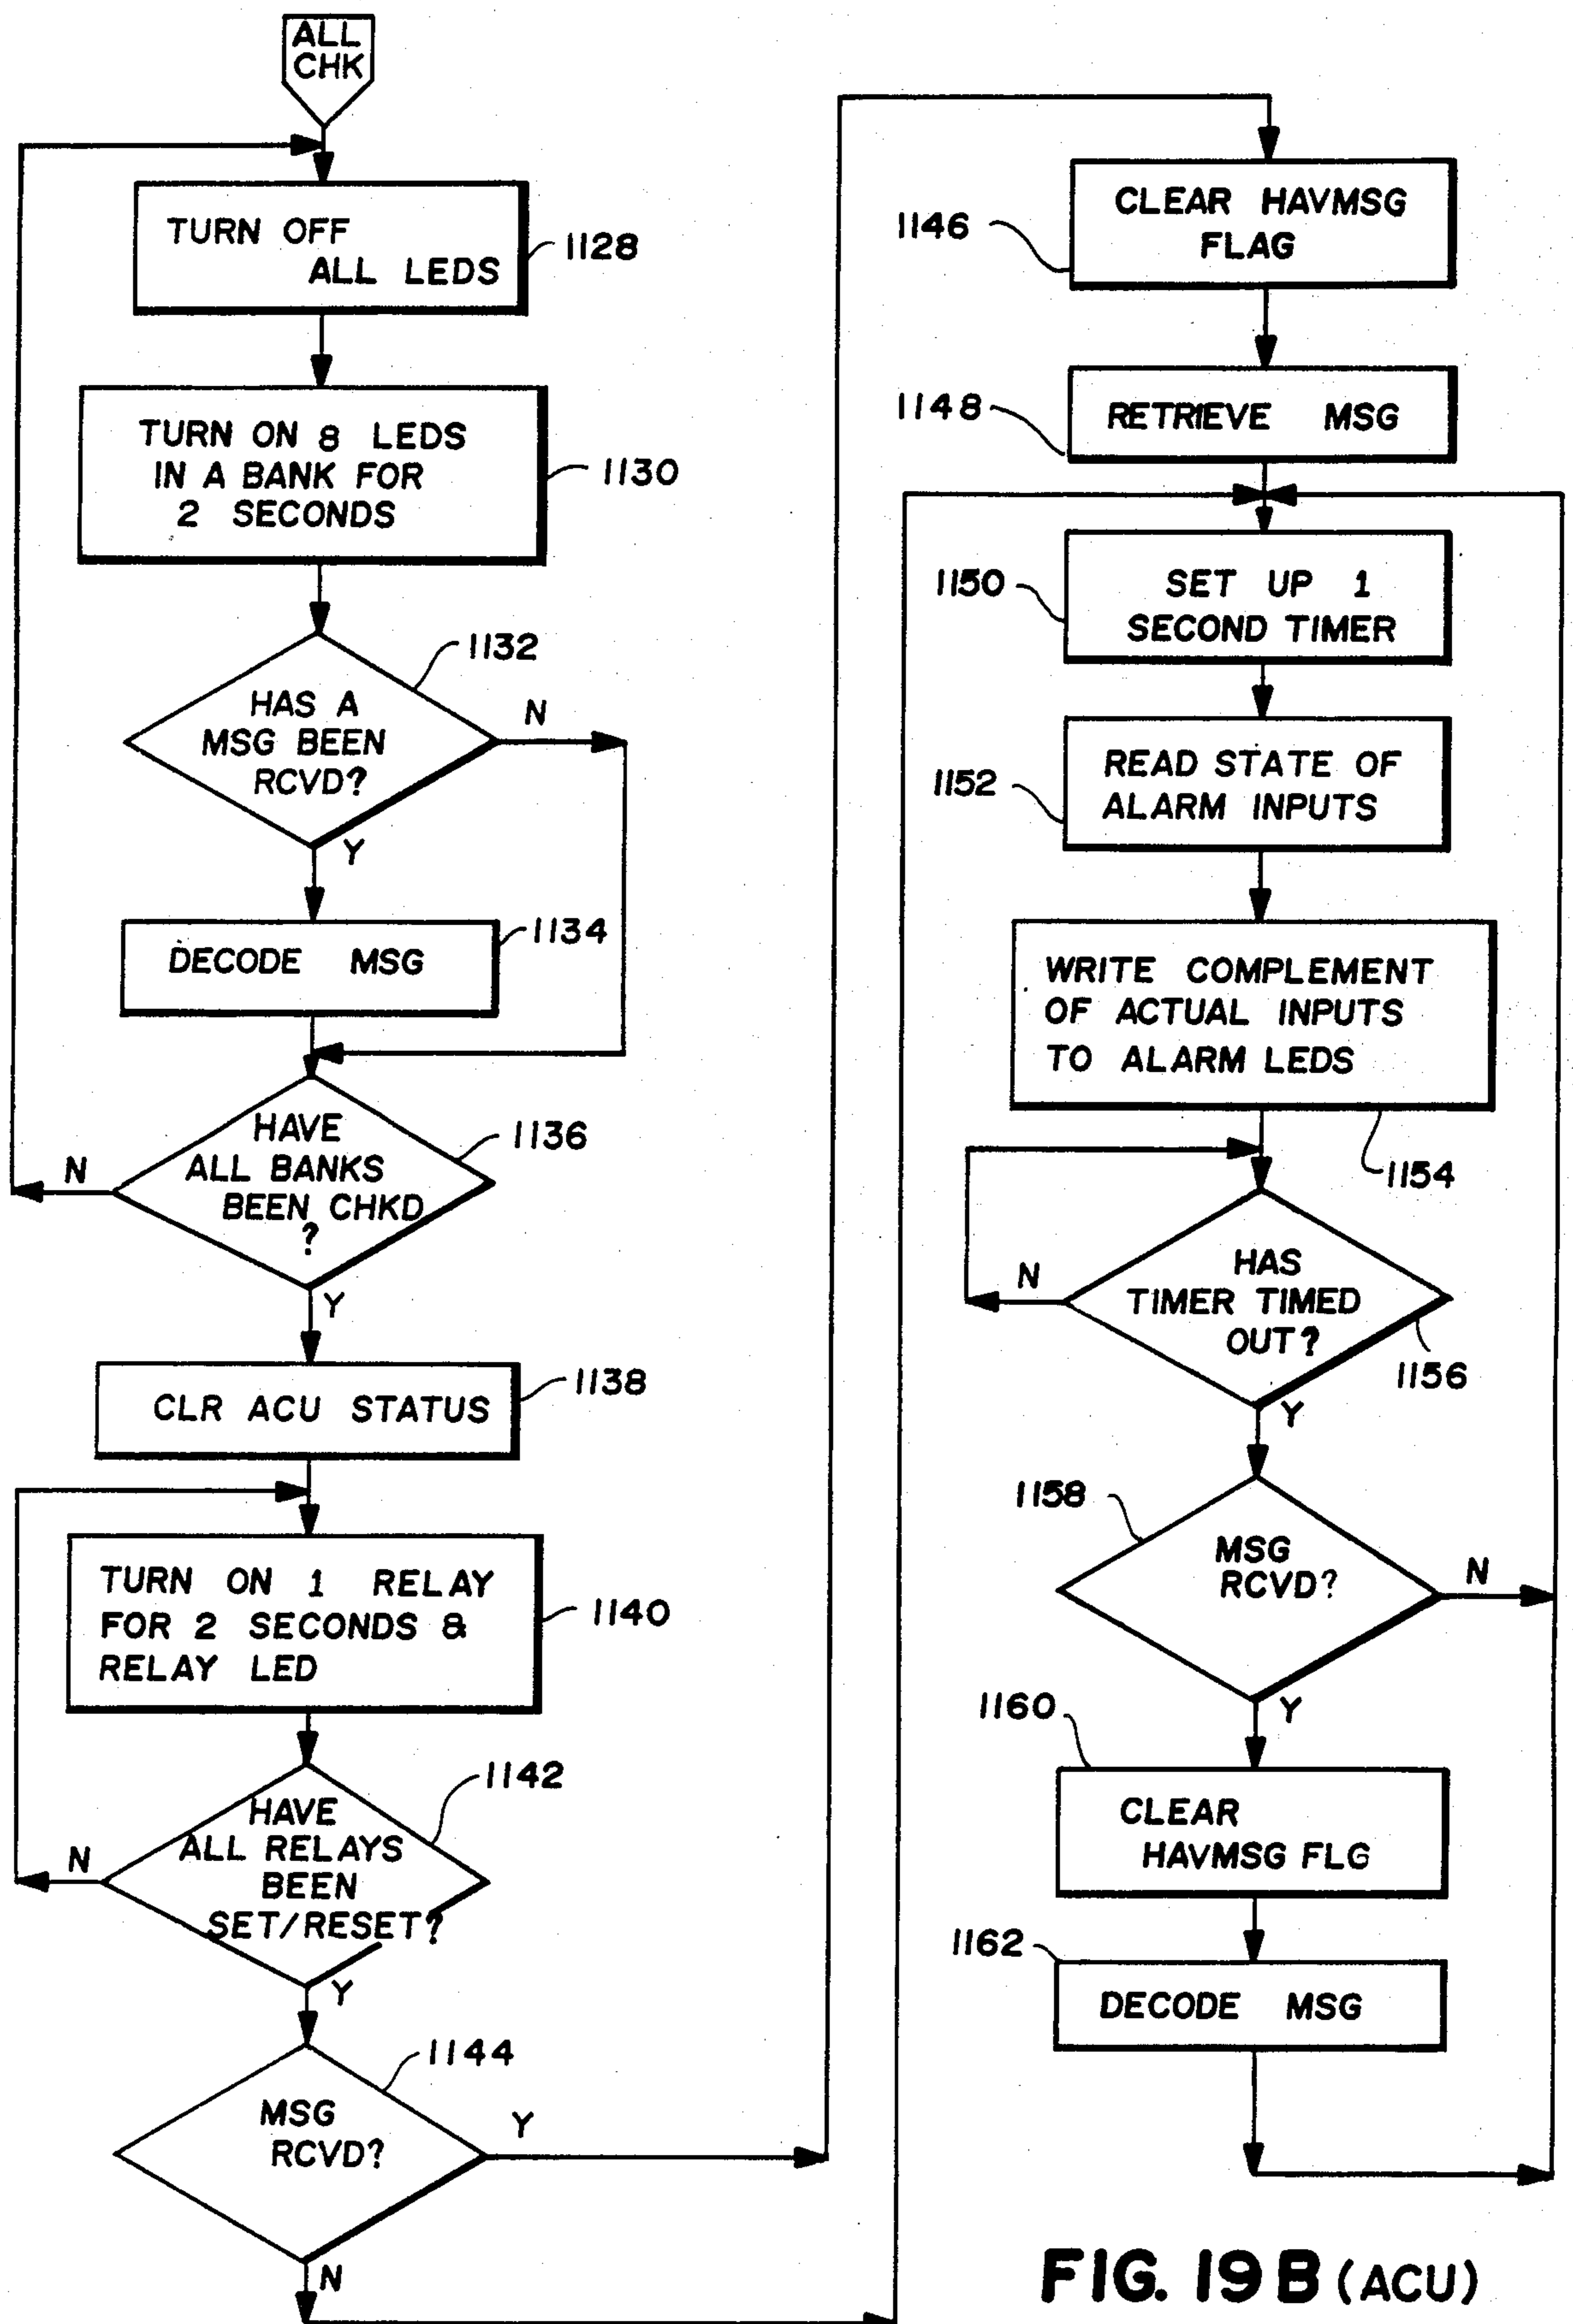 ALL
CHK
TURN OFF
ALL LEDS
1128
TURN ON 8 LEDS
IN A BANK FOR
2 SECONDS
1130
1132
HAS A
MSG BEEN
RCVD?
N
Y
DECODE MSG
1134
HAVE
ALL BANKS
BEEN CHKD
?
1136
N
Y
CLR ACU STATUS
1138
TURN ON 1 RELAY
FOR 2 SECONDS &
RELAY LED
1140
1142
HAVE
ALL RELAYS
BEEN
SET/RESET?
N
Y
1144
MSG
RCVD?
Y
N
CLEAR HAVMSG
FLAG
1146
RETRIEVE MSG
1148
SET UP 1
SECOND TIMER
1150
READ STATE OF
ALARM INPUTS
1152
WRITE COMPLEMENT
OF ACTUAL INPUTS
TO ALARM LEDS
1154
HAS
TIMER TIMED
OUT?
N
1156
Y
1158
MSG
RCVD?
N
Y
1160
CLEAR
HAVMSG FLG
1162
DECODE MSG
FIG. 19B (ACU)